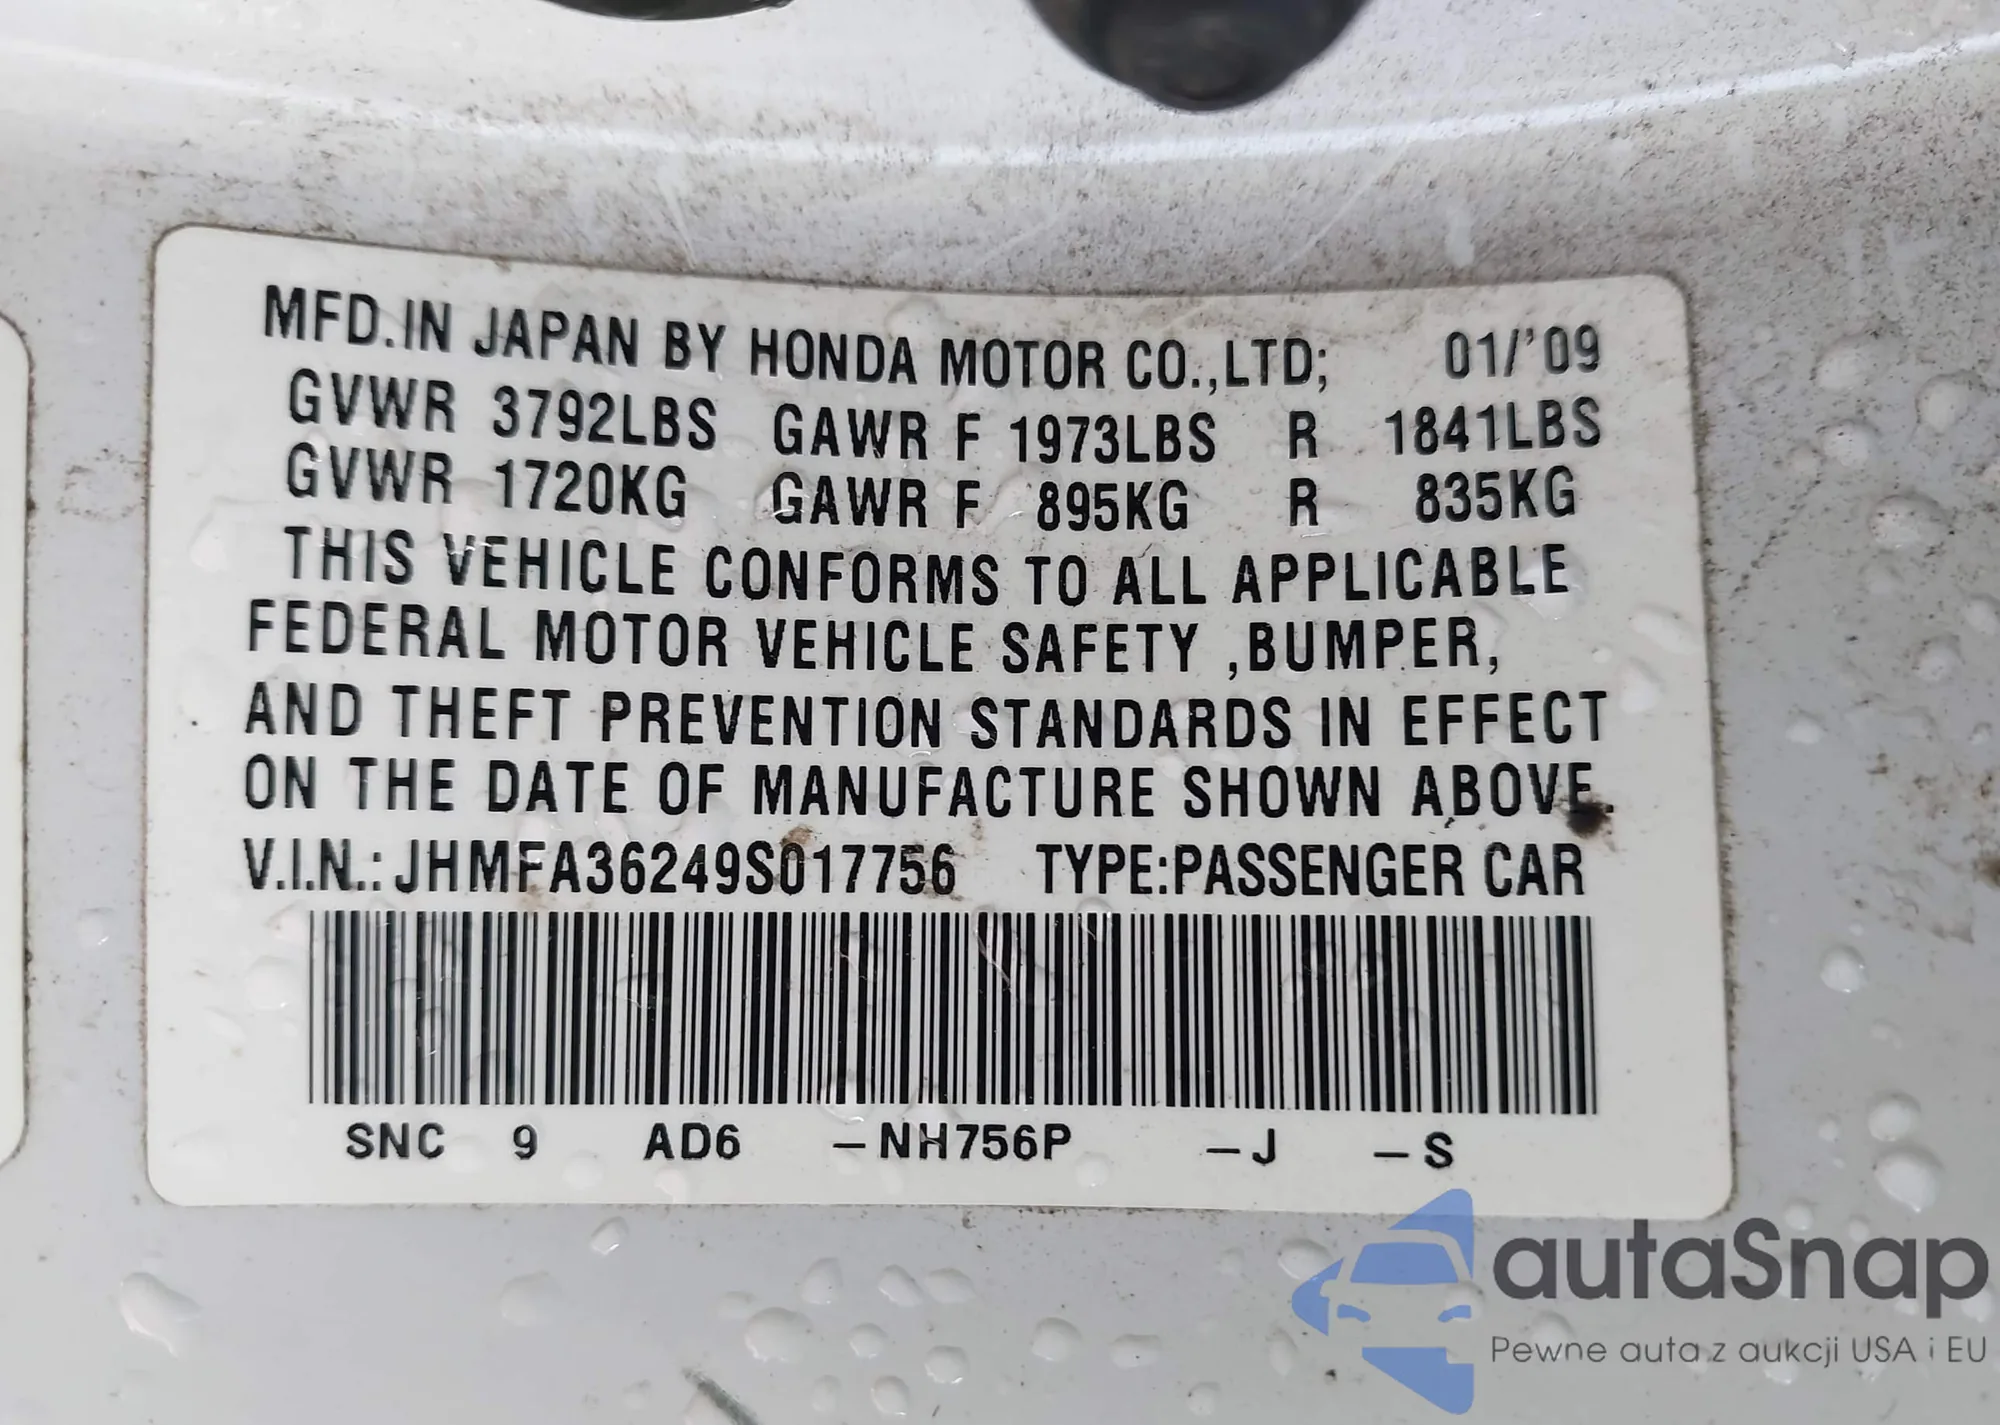 MFD.IN JAPAN BY HONDA MOTOR CO.,LTD; 01/'09
GVWR 3792LBS GAWR F 1973LBS R 1841LBS
GVWR 1720KG GAWR F 895KG R 835KG
THIS VEHICLE CONFORMS TO ALL APPLICABLE
FEDERAL MOTOR VEHICLE SAFETY ,BUMPER,
AND THEFT PREVENTION STANDARDS IN EFFECT
ON THE DATE OF MANUFACTURE SHOWN ABOVE.
V.I.N.: JHMFA36249S017756 TYPE:PASSENGER CAR
SNC 9 AD6 –NH756P –J –S
autaSnap
Pewne auta z aukcji USA i EU